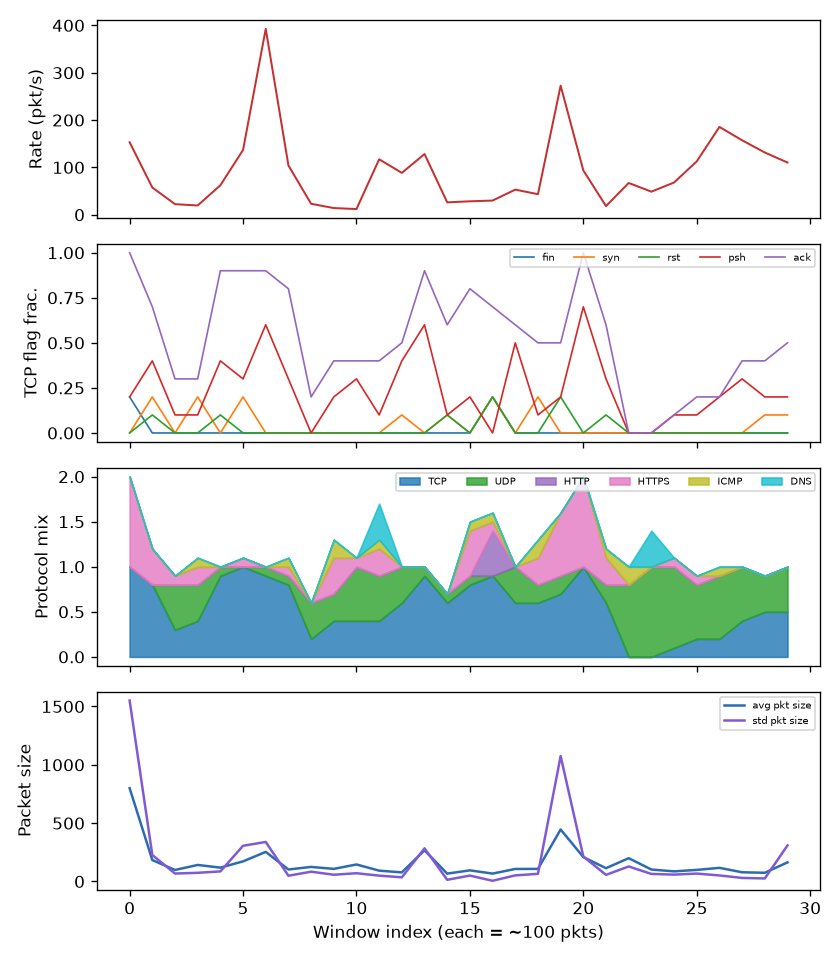 400
300
200
100
0
Rate (pkt/s)
fin syn rst psh ack
1.00
0.75
0.50
0.25
0.00
TCP flag frac.
TCP UDP HTTP HTTPS ICMP DNS
2.0
1.5
1.0
0.5
0.0
Protocol mix
avg pkt size
std pkt size
1500
1000
500
0
Packet size
0 5 10 15 20 25 30
Window index (each = ~100 pkts)